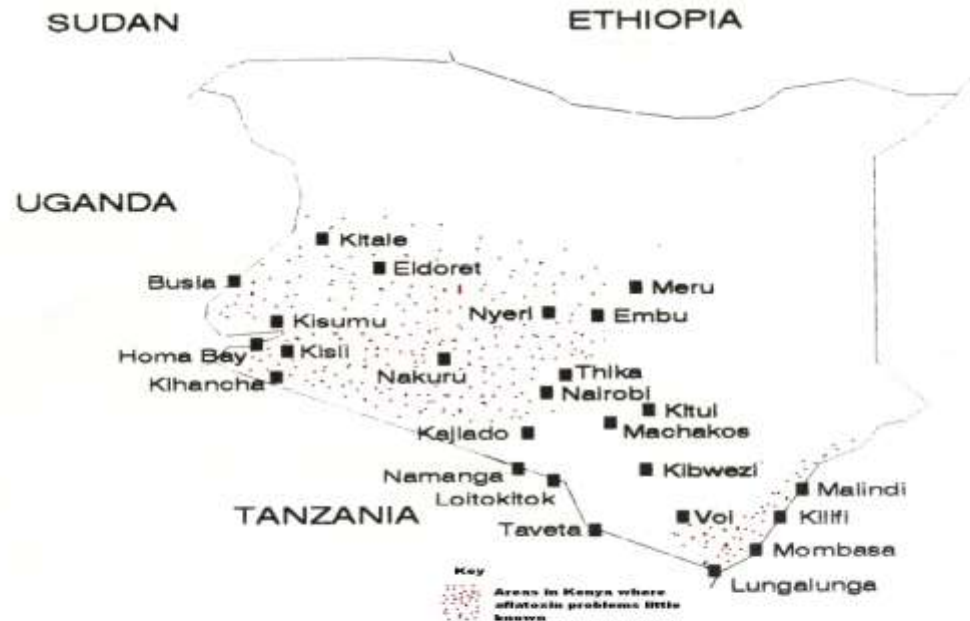 SUDAN
ETHIOPIA
UGANDA
Kitale
Eldoret
Busia
Meru
Nyeri
Embu
Kisumu
Homa Bay
Kisii
Nakuru
Kihancha
Thika
Nairobi
Kitui
Kajiado
Machakos
Namanga
Kibwezi
Loitokitok
Malindi
TANZANIA
Voi
Kilifi
Taveta
Mombasa
Key
Lungalunga
Areas in Kenya where
aflatoxin problems little
known